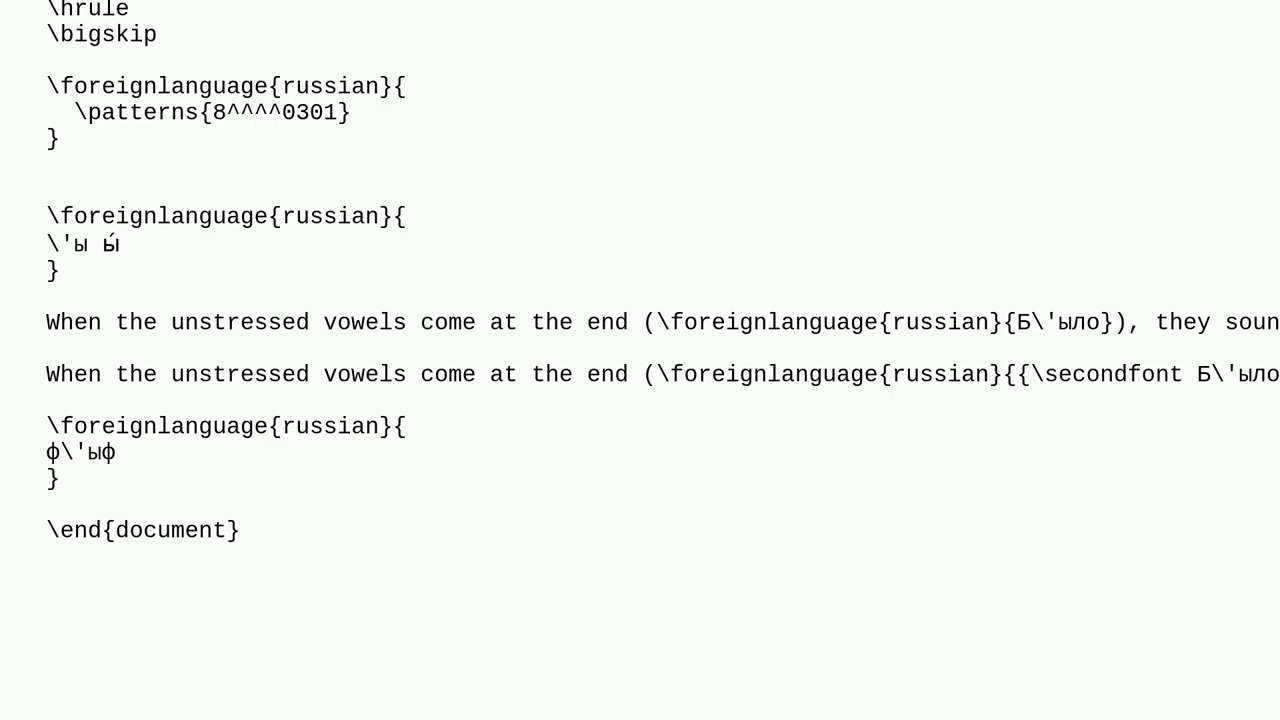 \hrule
\bigskip
\foreignlanguage{russian}{
  \patterns{8^^^^0301}
}
\foreignlanguage{russian}{
\'ы ы́
}
When the unstressed vowels come at the end (\foreignlanguage{russian}{Б\'ыло}), they soun
When the unstressed vowels come at the end (\foreignlanguage{russian}{{\secondfont Б\'ыло
\foreignlanguage{russian}{
ф\'ыф
}
\end{document}